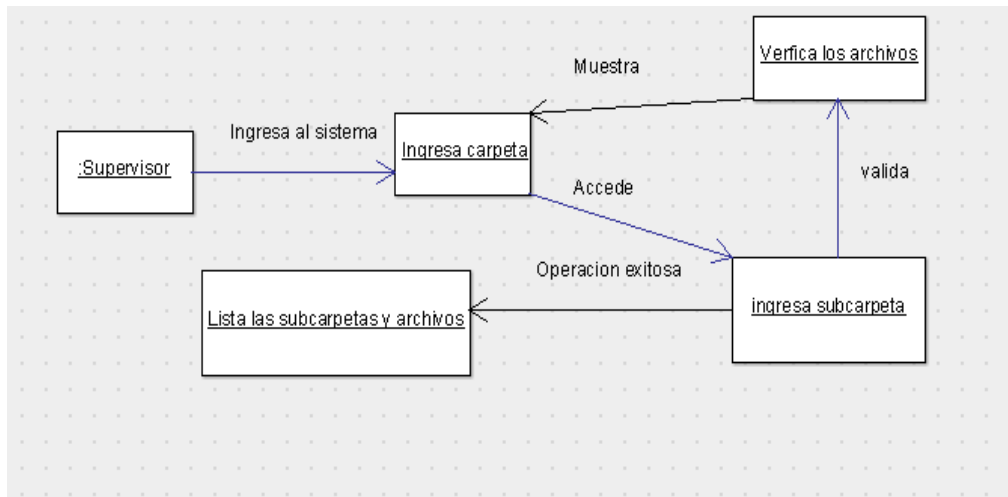 Verfica los archivos
Muestra
Ingresa al sistema
Ingresa carpeta
:Supervisor
valida
Accede
Operacion exitosa
Lista las subcarpetas y archivos
ingresa subcarpeta